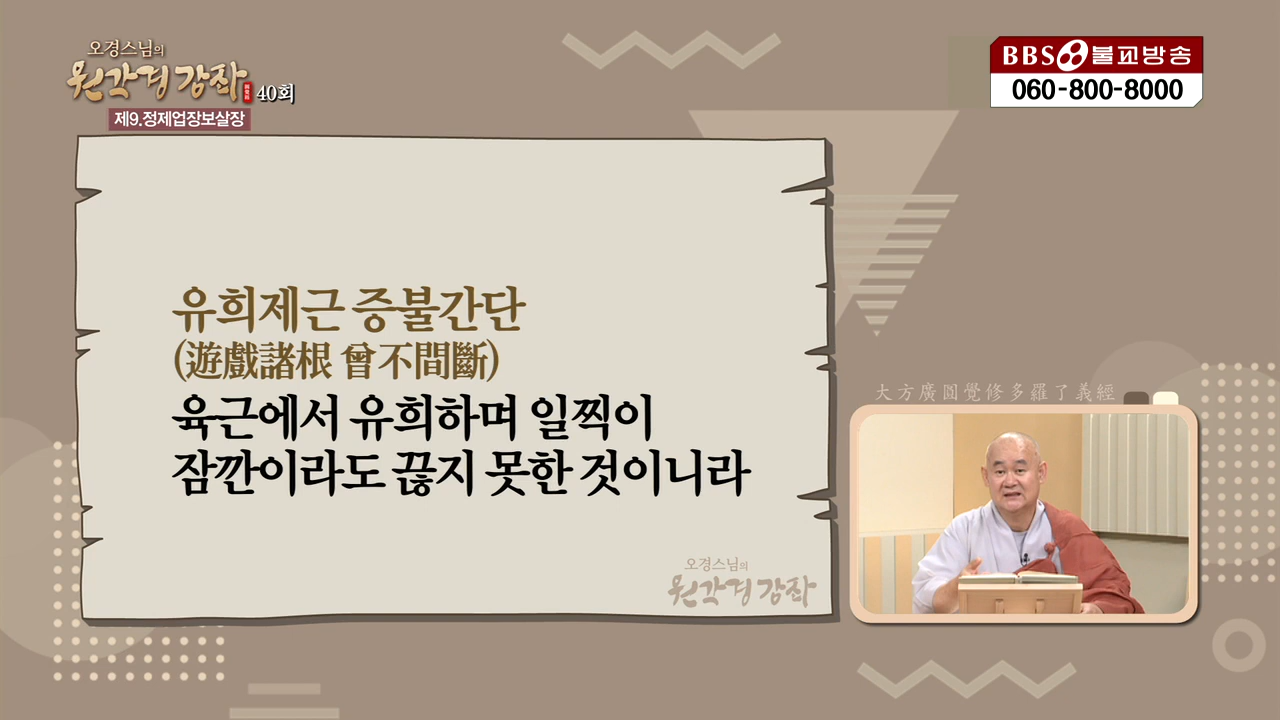 오경스님의
원각경 강좌 40회
제9.정제업장보살장
BBS 불교방송
060-800-8000
유희제근 증불간단
(遊戲諸根 曾不間斷)
육근에서 유희하며 일찍이
잠깐이라도 끊지 못한 것이니라
오경스님의
원각경 강좌
大方廣圓覺修多羅了義經